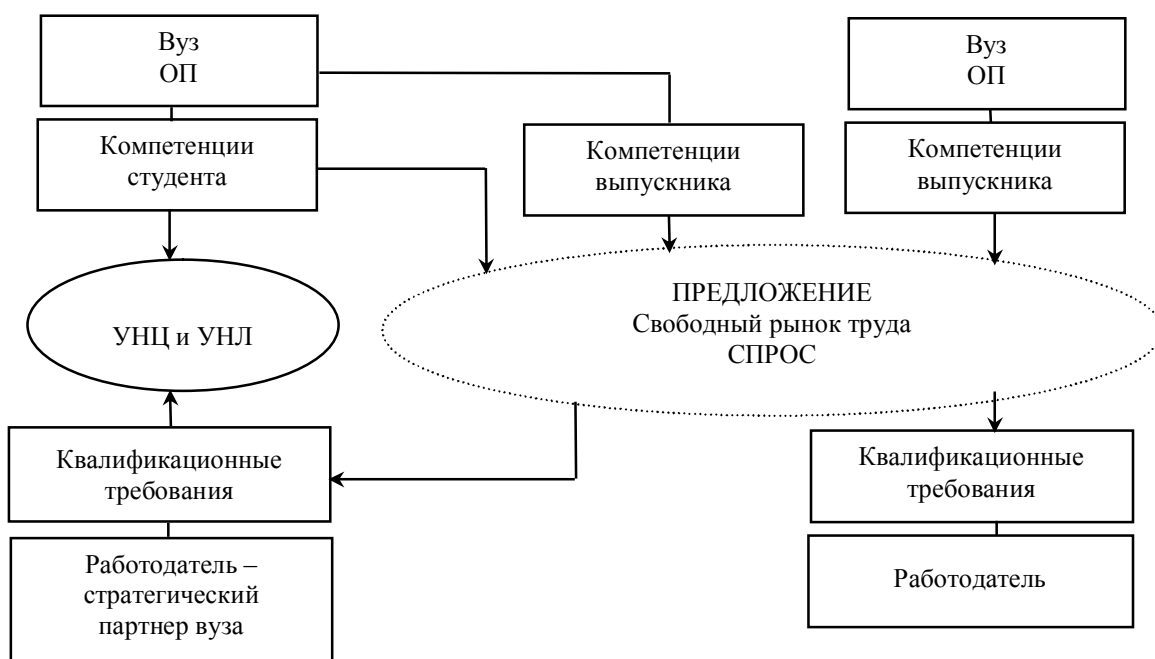 Вуз
ОП
Вуз
ОП
Компетенции
студента
Компетенции
выпускника
Компетенции
выпускника
УНЦ и УНЛ
ПРЕДЛОЖЕНИЕ
Свободный рынок труда
СПРОС
Квалификационные
требования
Квалификационные
требования
Работодатель –
стратегический
партнер вуза
Работодатель